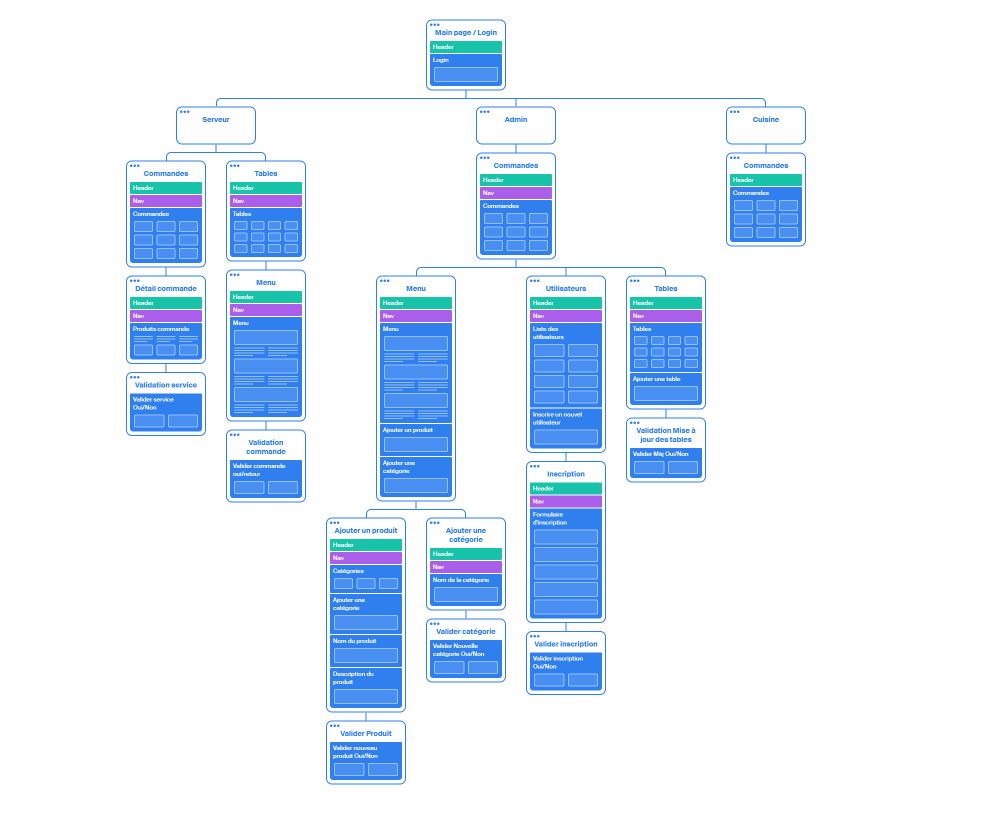 Main page / Login
Header
Login
Serveur
Admin
Cuisine
Commandes
Header
Nav
Commandes
Tables
Header
Nav
Tables
Commandes
Header
Nav
Commandes
Commandes
Header
Commandes
Détail commande
Header
Nav
Produits commande
Menu
Header
Nav
Menu
Menu
Header
Nav
Menu
Ajouter un produit
Ajouter une
catégorie
Utilisateurs
Header
Nav
Liste des
utilisateurs
Inscrire un nouvel
utilisateur
Tables
Header
Nav
Tables
Ajouter une table
Validation service
Valider service
Oui/Non
Validation
commande
Valider commande
oui/retour
Validation Mise à
jour des tables
Valider Màj Oui/Non
Inscription
Header
Nav
Formulaire
d'inscription
Ajouter un produit
Header
Nav
Catégories
Ajouter une
catégorie
Nom du produit
Description du
produit
Ajouter une
catégorie
Header
Nav
Nom de la catégorie
Valider catégorie
Valider Nouvelle
catégorie Oui/Non
Valider inscription
Valider inscription
Oui/Non
Valider Produit
Valider nouveau
produit Oui/Non